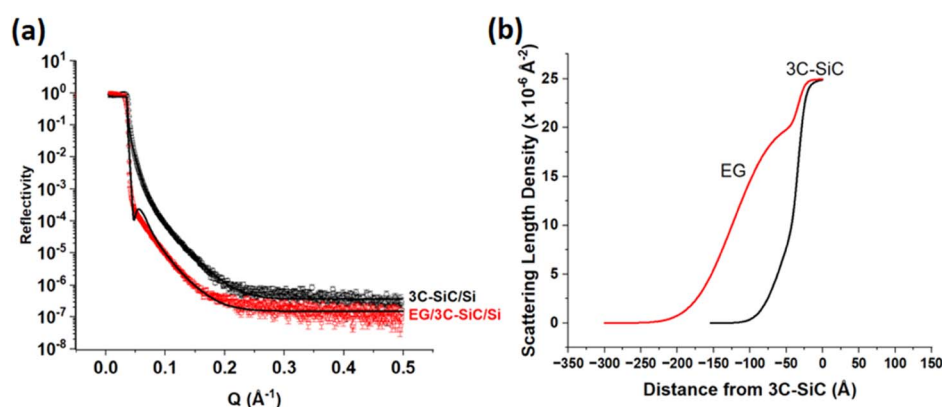 (a)
Reflectivity
10^1
10^0
10^-1
10^-2
10^-3
10^-4
10^-5
10^-6
10^-7
10^-8
3C-SiC/Si
EG/3C-SiC/Si
0.0 0.1 0.2 0.3 0.4 0.5
Q (Å^-1)
(b)
Scattering Length Density (x 10^-6 Å^-2)
25
20
15
10
5
0
3C-SiC
EG
−350 −300 −250 −200 −150 −100 −50 0 50 100 150
Distance from 3C-SiC (Å)